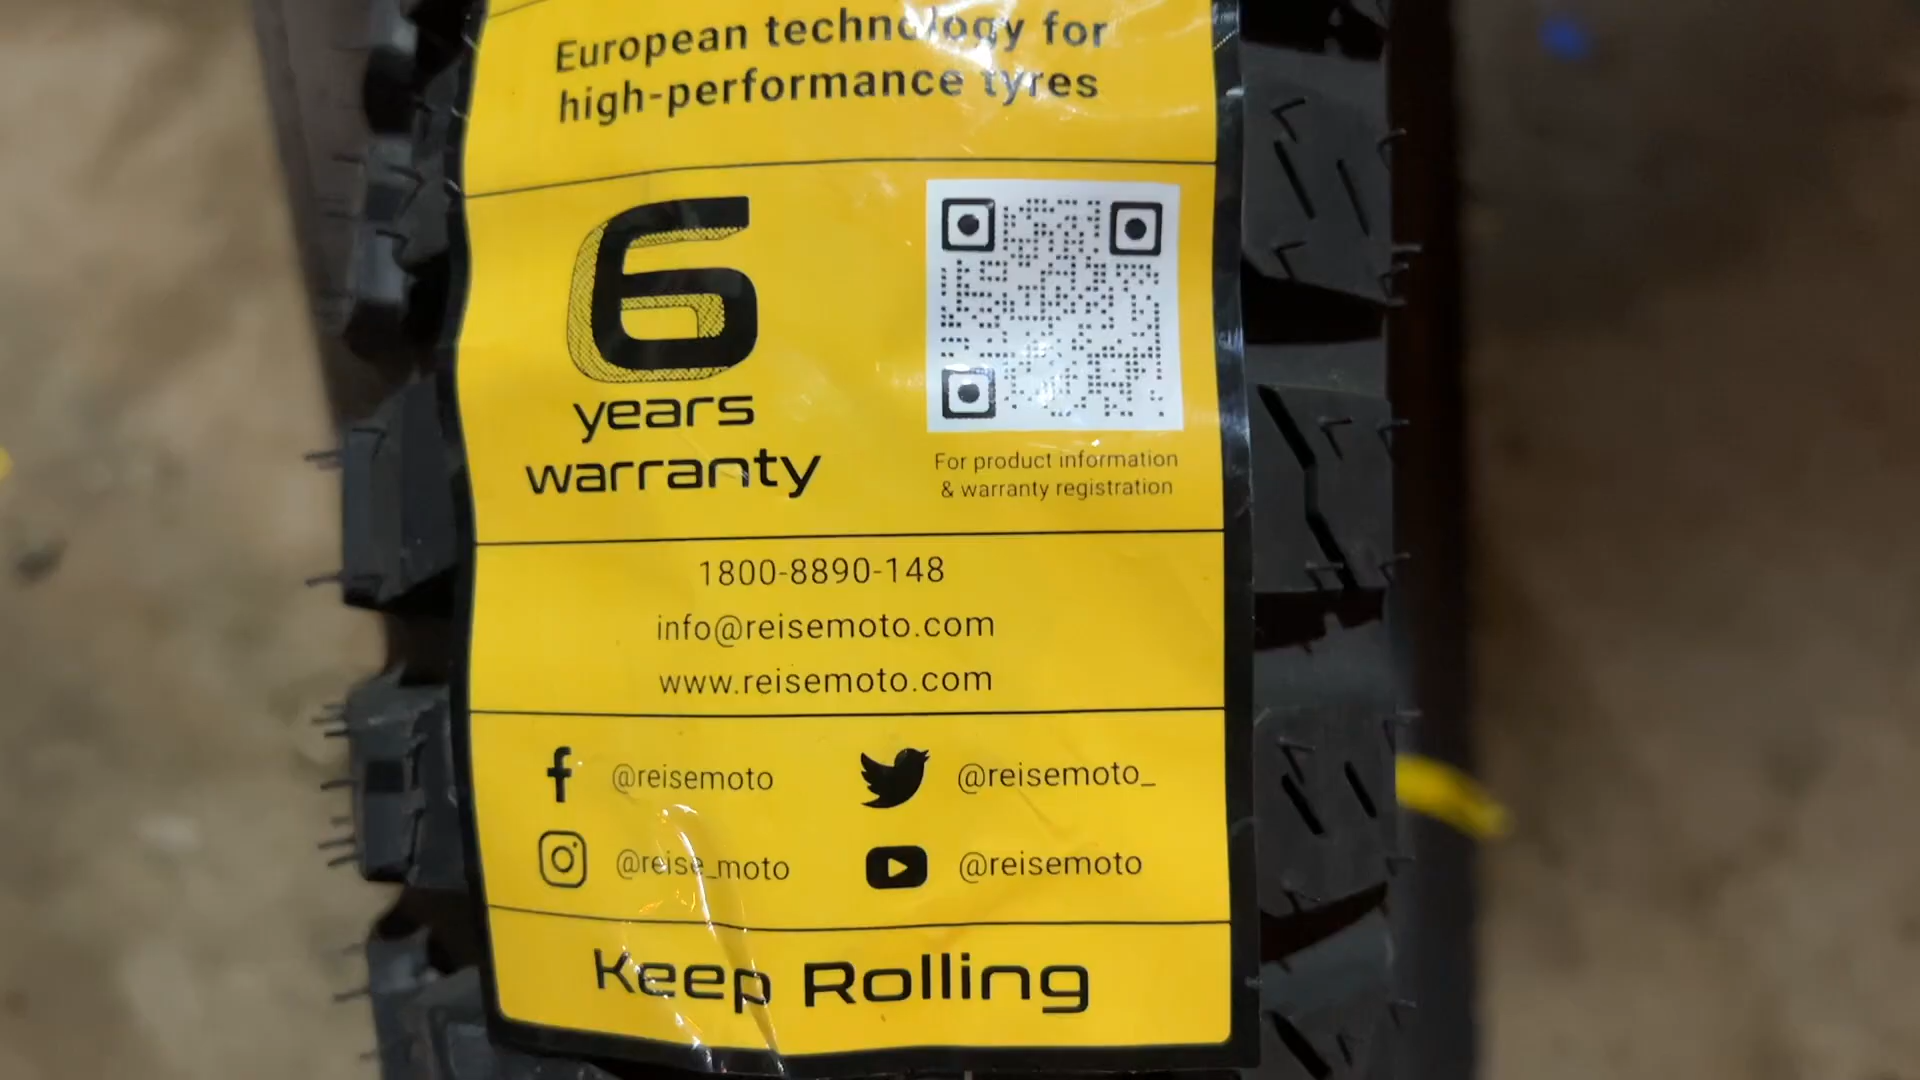 European technology for
high-performance tyres
6
years
warranty
For product information
& warranty registration
1800-8890-148
info@reisemoto.com
www.reisemoto.com
@reisemoto
@reisemoto_
@reise_moto
@reisemoto
Keep Rolling